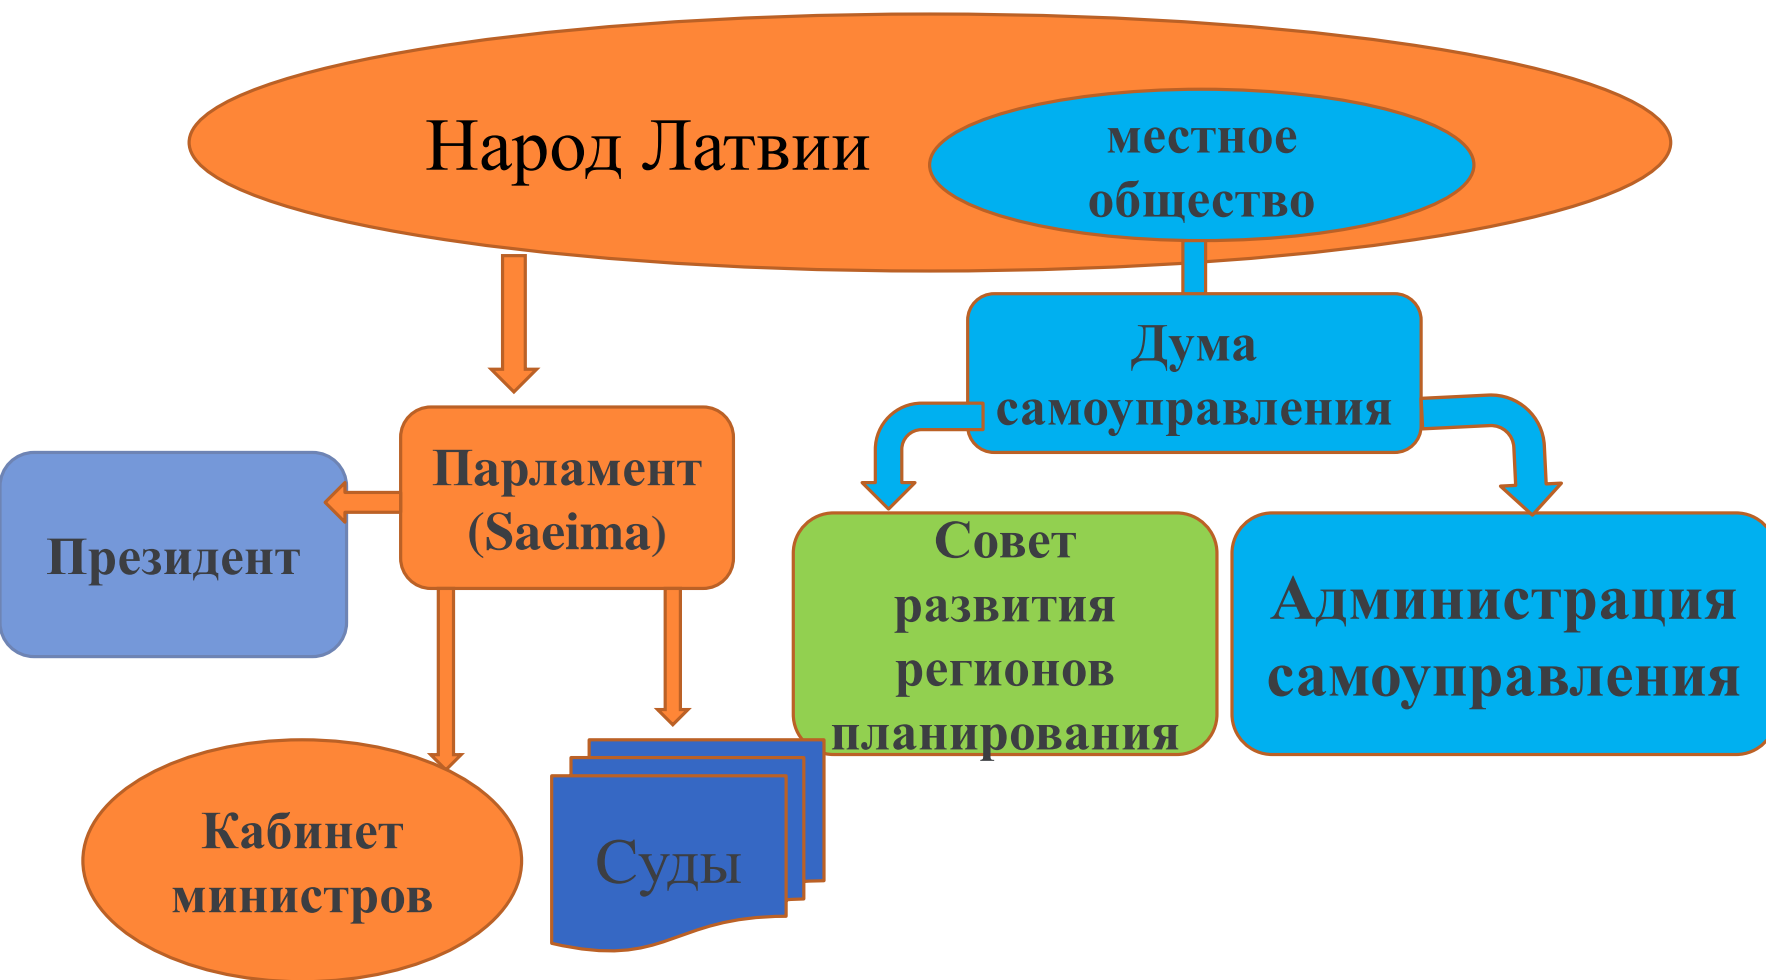 Народ Латвии
местное
общество
Дума
самоуправления
Парламент
(Saeima)
Президент
Совет
развития
регионов
планирования
Администрация
самоуправления
Кабинет
министров
Суды